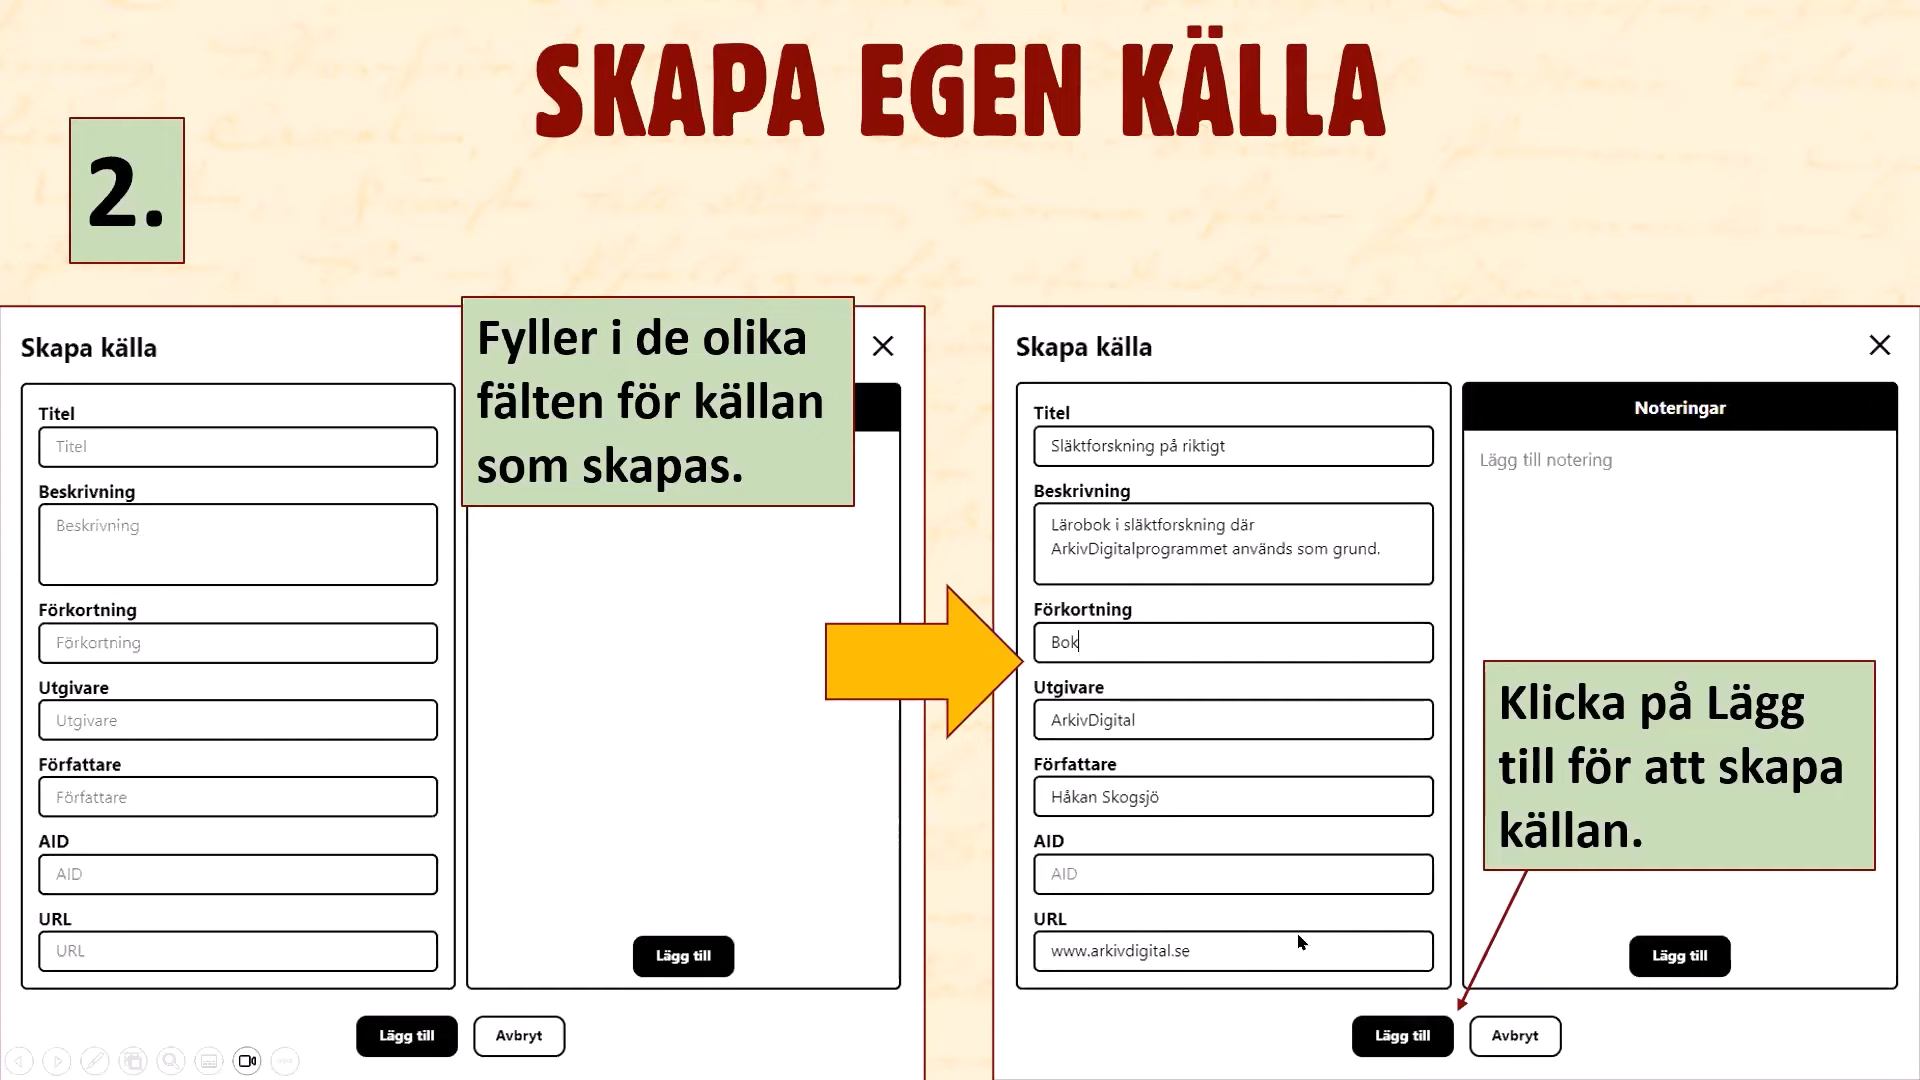 SKAPA EGEN KÄLLA
2.
Skapa källa
Fyller i de olika
fälten för källan
som skapas.
Titel
Titel
Beskrivning
Beskrivning
Förkortning
Förkortning
Utgivare
Utgivare
Författare
Författare
AID
AID
URL
URL
Lägg till
Lägg till
Avbryt
Skapa källa
Titel
Släktforskning på riktigt
Beskrivning
Lärobok i släktforskning där
ArkivDigitalprogrammet används som grund.
Förkortning
Bok
Utgivare
ArkivDigital
Författare
Håkan Skogsjö
AID
AID
URL
www.arkivdigital.se
Noteringar
Lägg till notering
Klicka på Lägg
till för att skapa
källan.
Lägg till
Lägg till
Avbryt